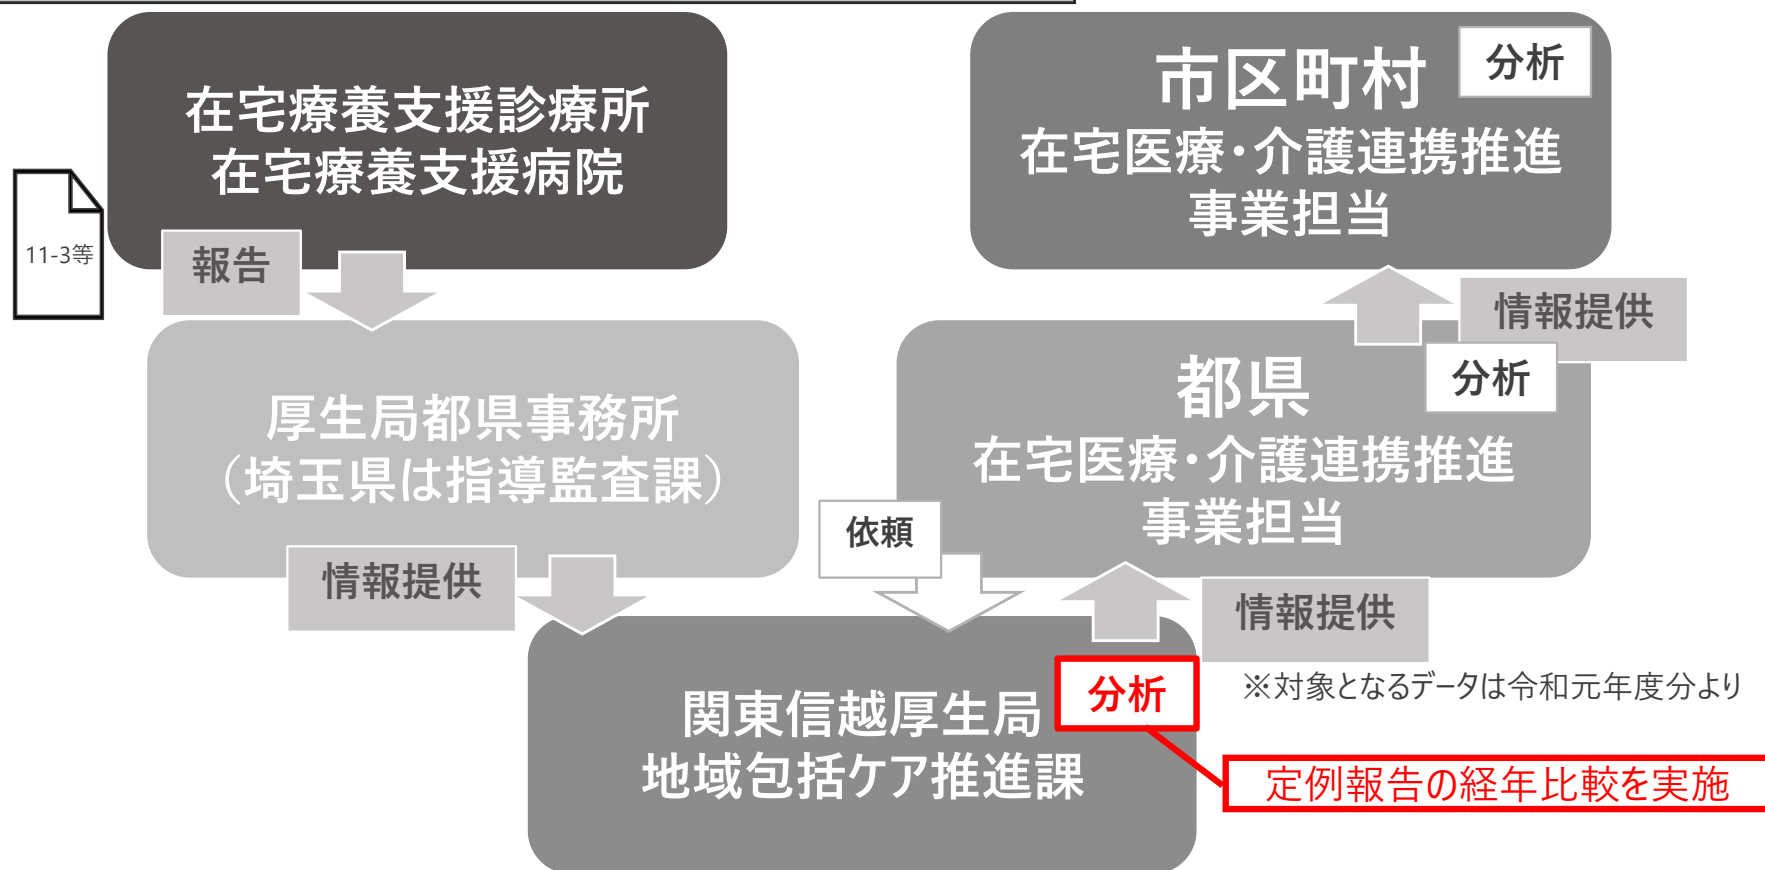 在宅療養支援診療所
在宅療養支援病院
11-3等
報告
厚生局都県事務所
（埼玉県は指導監査課）
情報提供
市区町村
分析
在宅医療・介護連携推進
事業担当
情報提供
都県
分析
在宅医療・介護連携推進
事業担当
依頼
情報提供
※対象となるデータは令和元年度分より
関東信越厚生局
地域包括ケア推進課
分析
定例報告の経年比較を実施